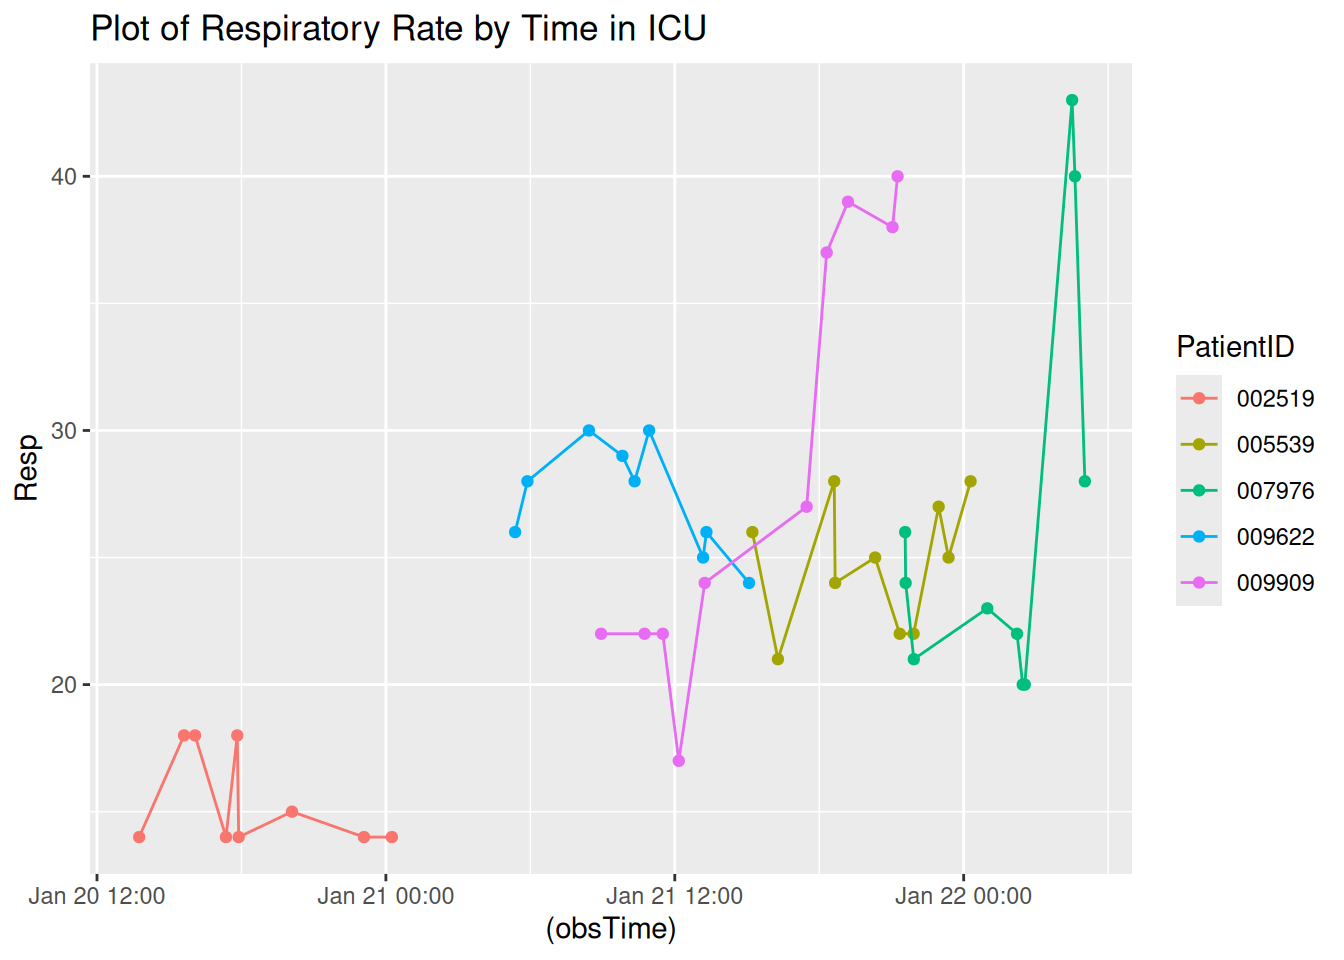 Plot of Respiratory Rate by Time in ICU
Resp
40
30
20
Jan 20 12:00
Jan 21 00:00
Jan 21 12:00
Jan 22 00:00
(obsTime)
PatientID
002519
005539
007976
009622
009909